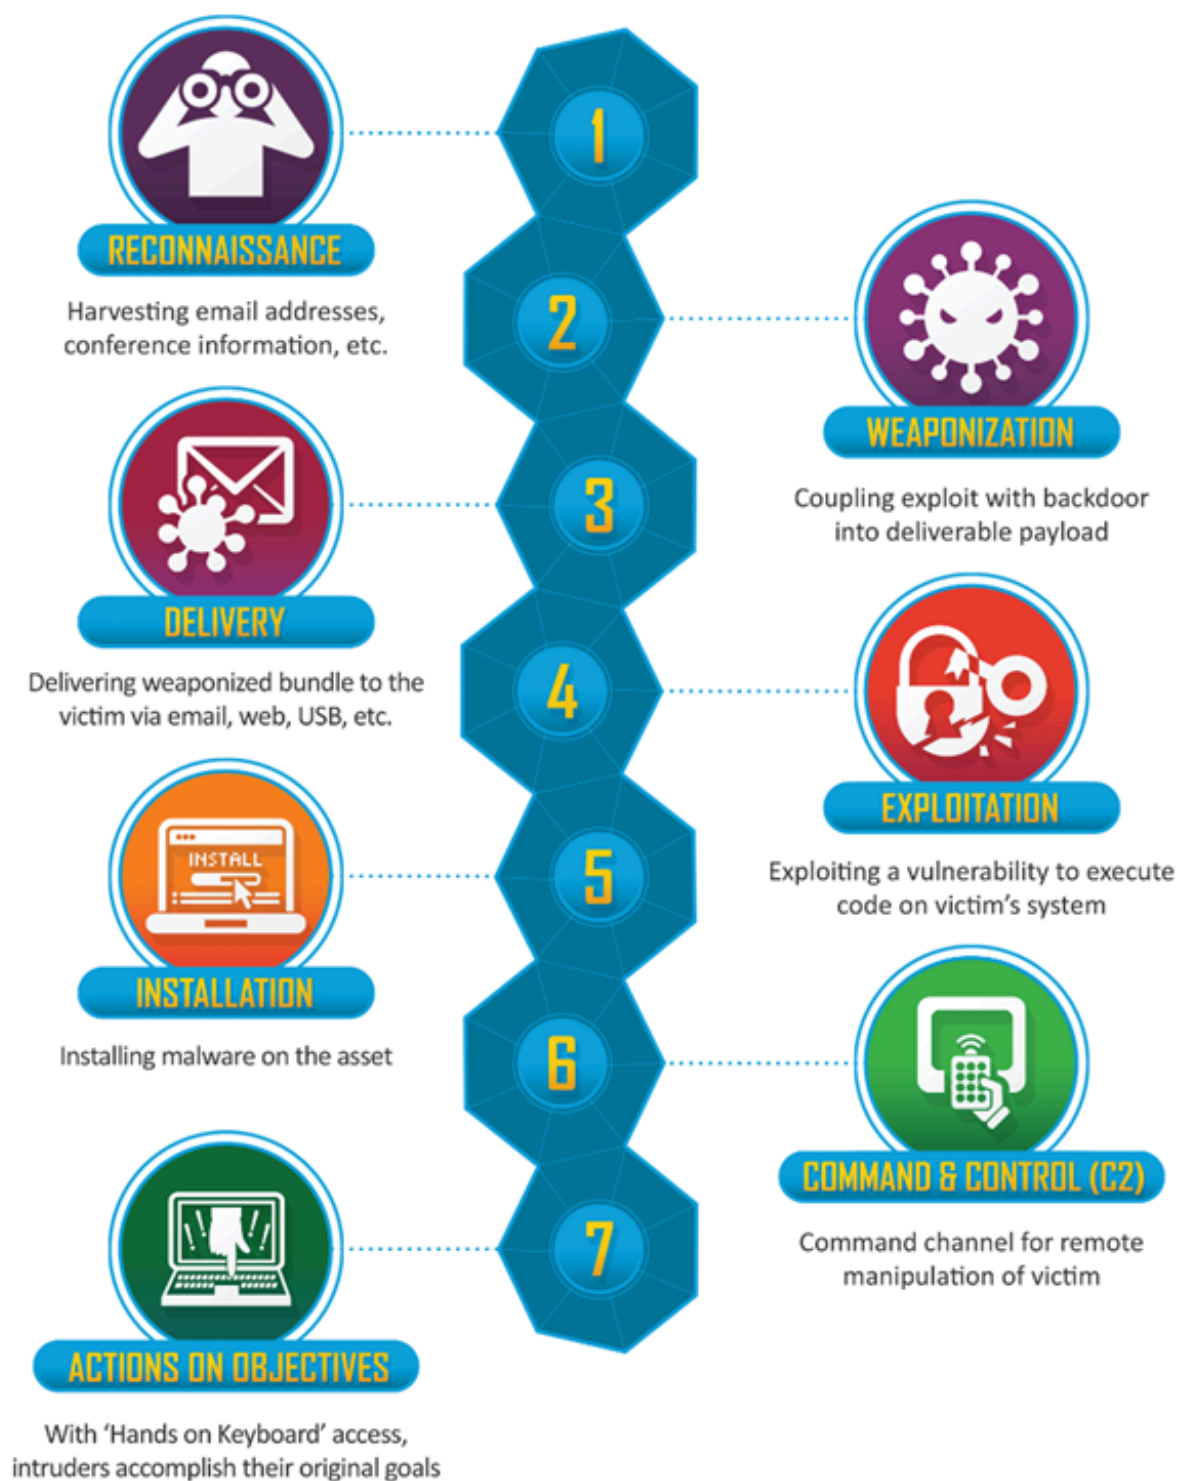 1
RECONNAISSANCE
Harvesting email addresses,
conference information, etc.
2
WEAPONIZATION
Coupling exploit with backdoor
into deliverable payload
3
DELIVERY
Delivering weaponized bundle to the
victim via email, web, USB, etc.
4
EXPLOITATION
Exploiting a vulnerability to execute
code on victim's system
5
INSTALL
INSTALLATION
Installing malware on the asset
6
COMMAND & CONTROL (C2)
Command channel for remote
manipulation of victim
7
ACTIONS ON OBJECTIVES
With ‘Hands on Keyboard’ access,
intruders accomplish their original goals